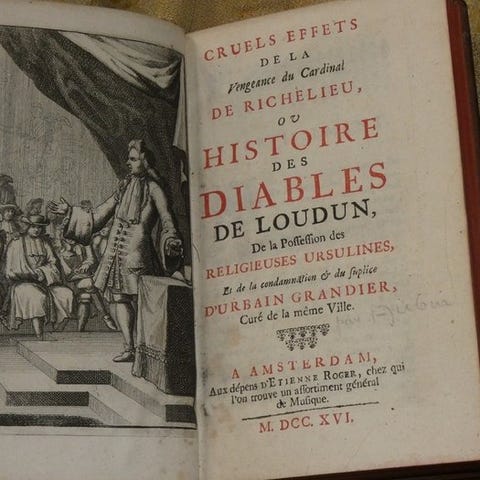 CRUELS EFFETS
DE LA
Vengeance du Cardinal
DE RICHELIEU,
OU
HISTOIRE
DES
DIABLES
DE LOUDUN,
De la Possession des
RELIGIEUSES URSULINES,
Et de la condamnation & du suplice
D'URBAIN GRANDIER,
Curé de la même Ville.
par
A AMSTERDAM,
Aux dépens D'ETIENNE ROGER, chez qui
l'on trouve un assortiment général
de Musique.
M. DCC. XVI.